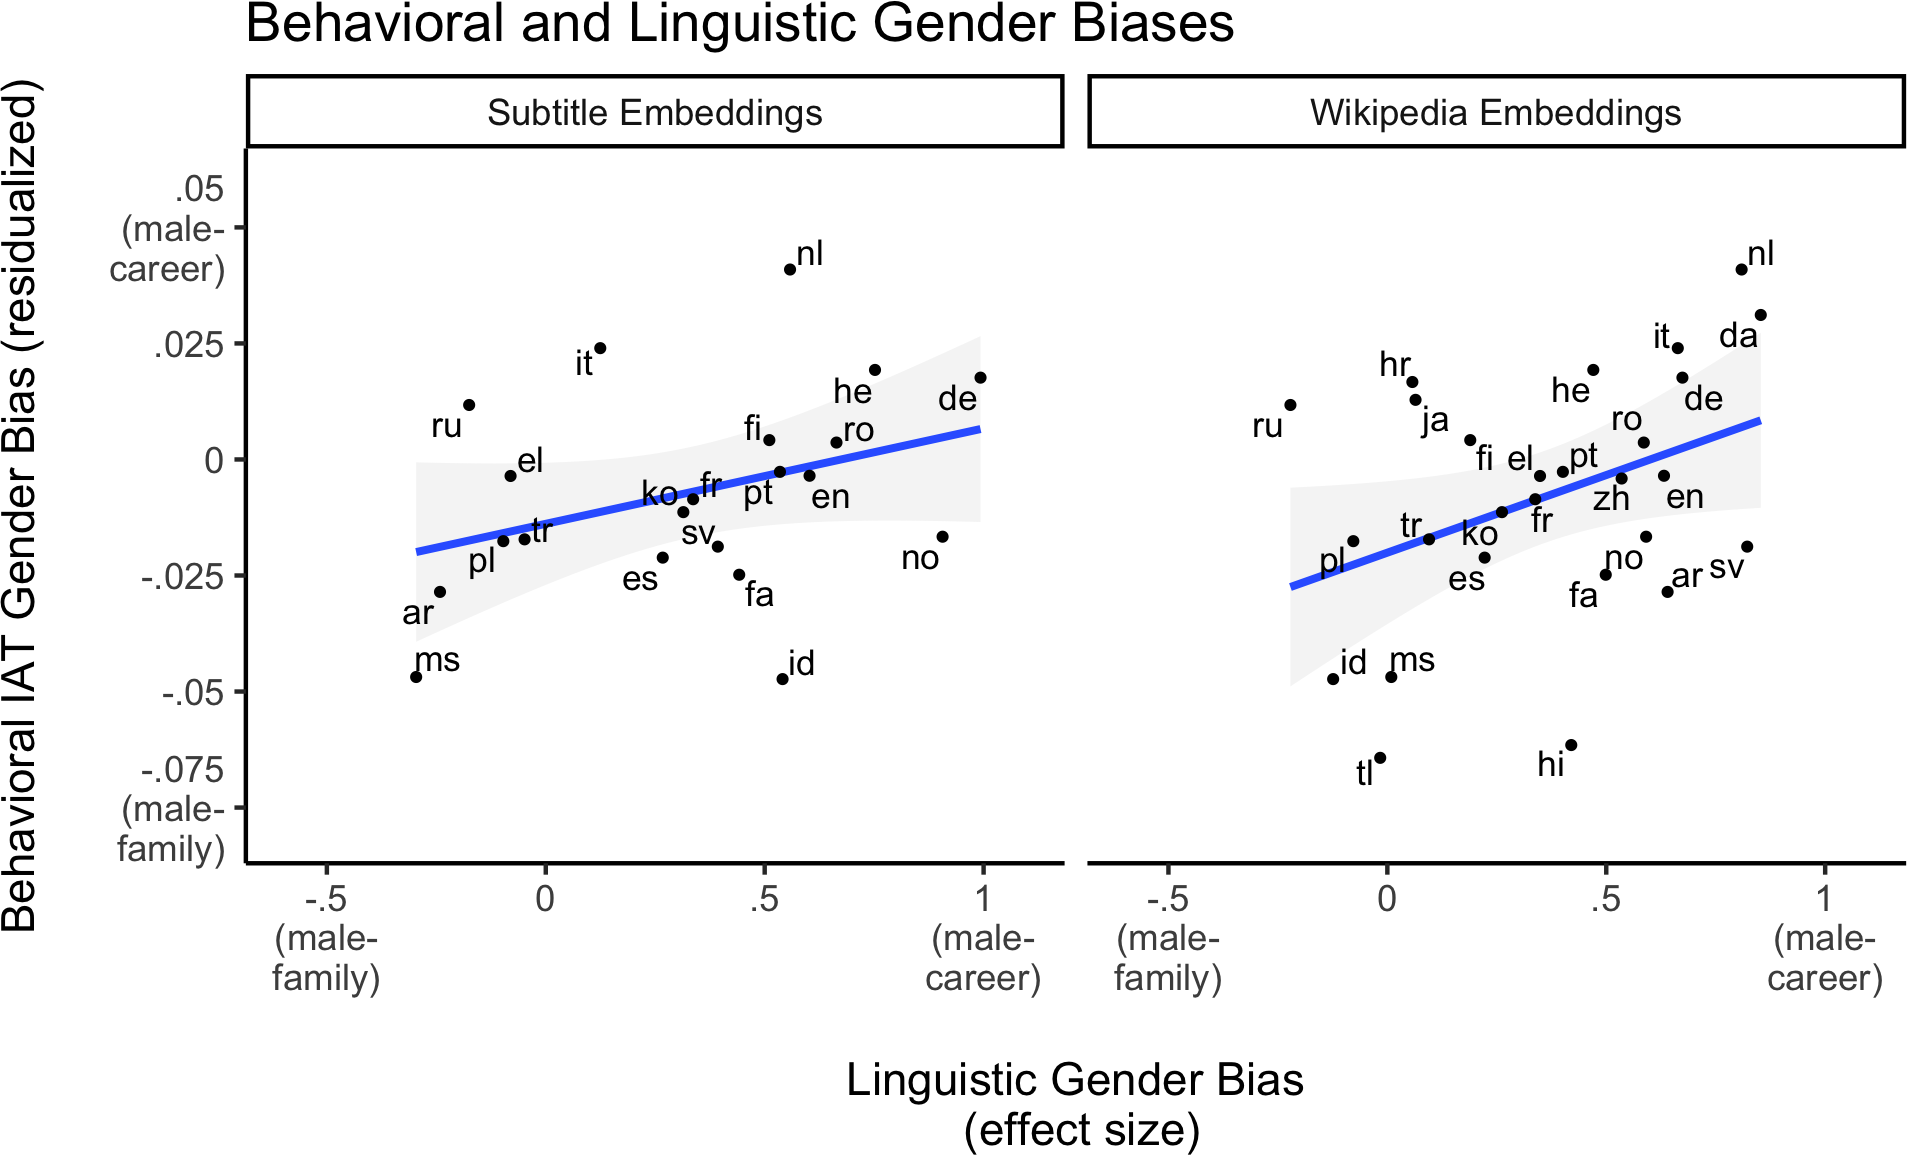 Behavioral and Linguistic Gender Biases
Subtitle Embeddings
Wikipedia Embeddings
Behavioral IAT Gender Bias (residualized)
.05
(male-
career)
.025
0
-.025
-.05
-.075
(male-
family)
nl
it
he
de
ru
fi
ro
el
ko
fr
pt
en
tr
pl
sv
no
es
fa
ar
ms
id
nl
da
it
hr
he
de
ja
ru
ro
fi
el
pt
zh
en
tr
ko
fr
pl
no
sv
es
fa
ar
id
ms
tl
hi
-.5
(male-
family)
0
.5
1
(male-
career)
-.5
(male-
family)
0
.5
1
(male-
career)
Linguistic Gender Bias
(effect size)